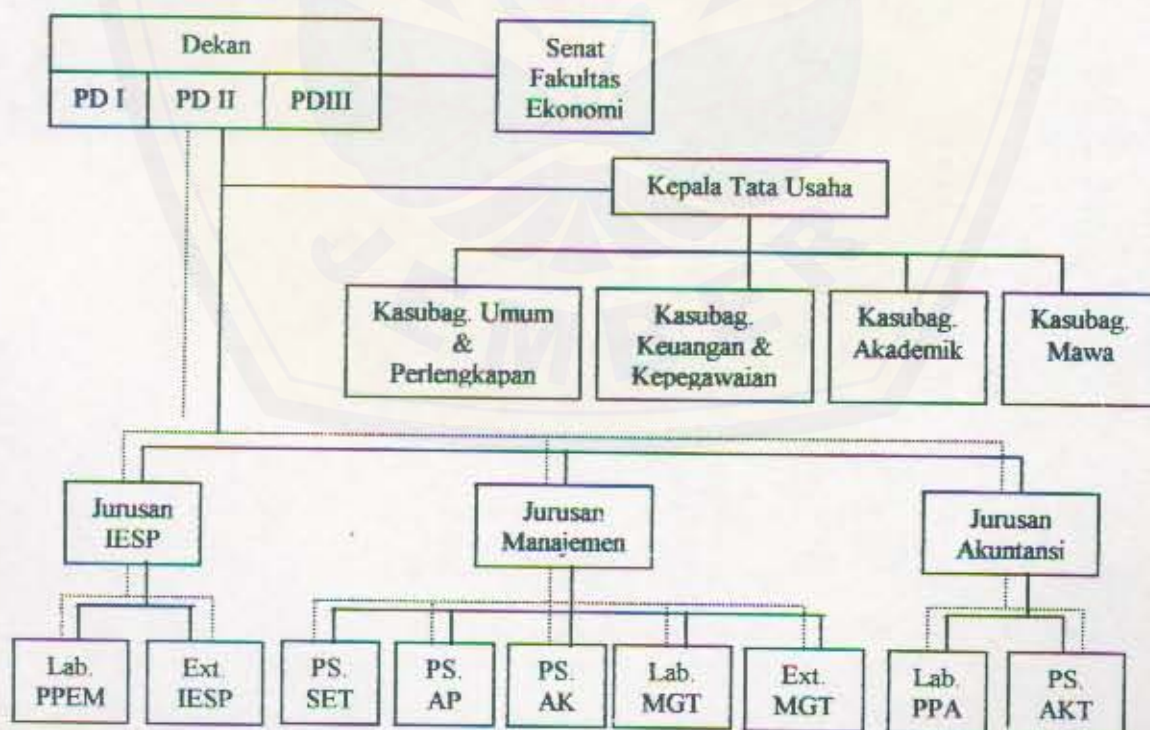 Dekan
PD I
PD II
PDIII
Senat
Fakultas
Ekonomi
Kepala Tata Usaha
Kasubag. Umum
&
Perlengkapan
Kasubag.
Keuangan &
Kepegawaian
Kasubag.
Akademik
Kasubag.
Mawa
Jurusan
IESP
Jurusan
Manajemen
Jurusan
Akuntansi
Lab.
PPEM
Ext.
IESP
PS.
SET
PS.
AP
PS.
AK
Lab.
MGT
Ext.
MGT
Lab.
PPA
PS.
AKT
JEMBER